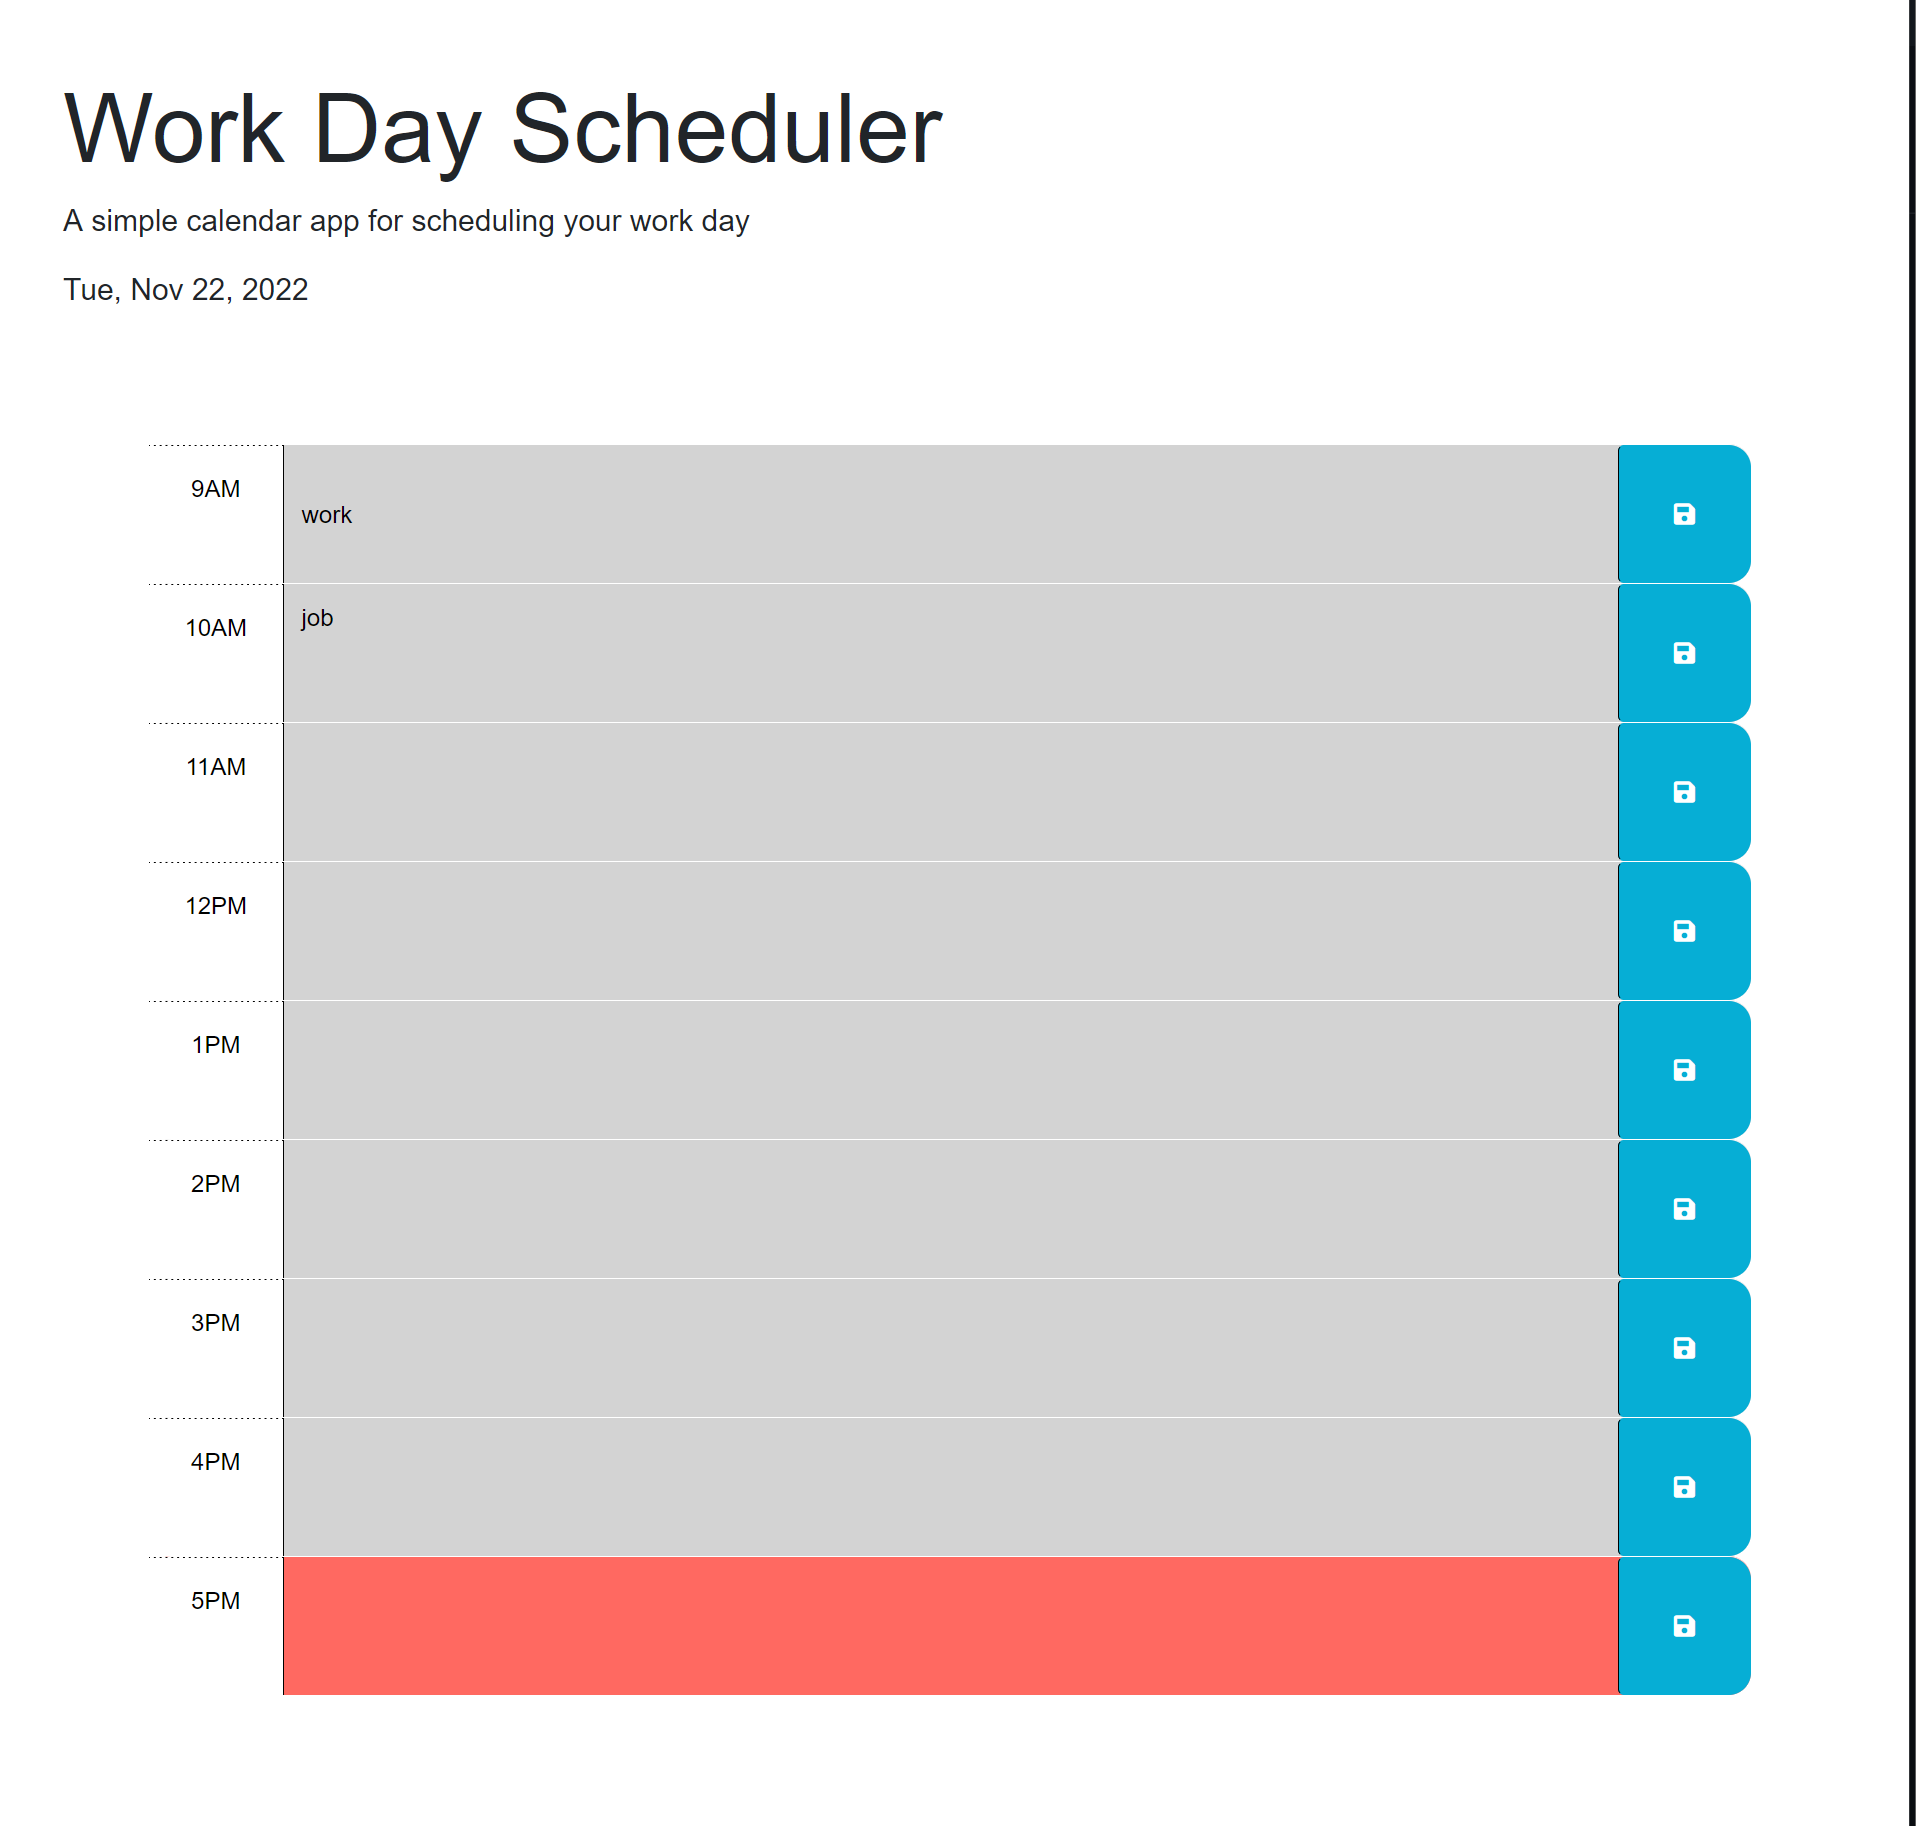 Work Day Scheduler
A simple calendar app for scheduling your work day
Tue, Nov 22, 2022
9AM
work
10AM
job
11AM
12PM
1PM
2PM
3PM
4PM
5PM